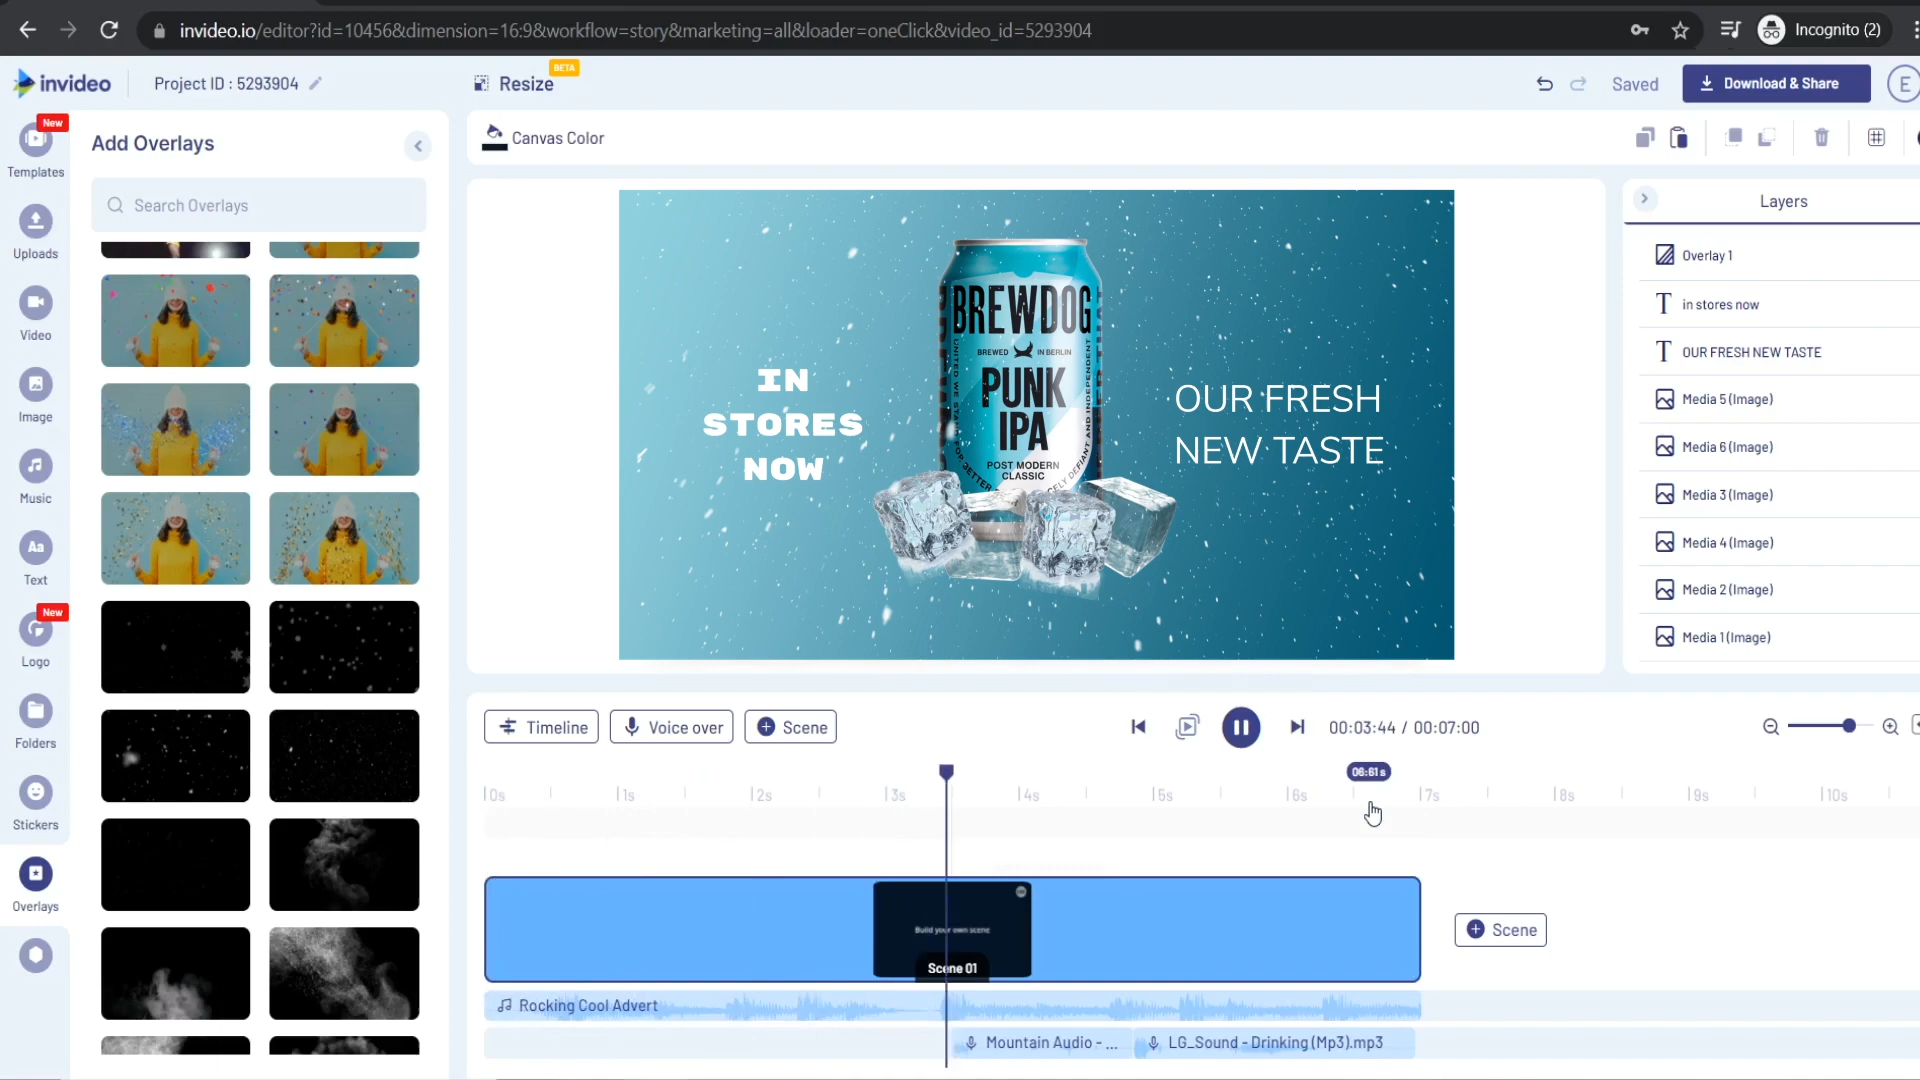 invideo.io/editor?id=10456&dimension=16:9&workflow=story&marketing=all&loader=oneClick&video_id=5293904
Incognito (2)
invideo
Project ID : 5293904
Resize
BETA
Saved
Download & Share
E
New
Templates
Uploads
Video
Image
Music
Aa
Text
New
Logo
Folders
Stickers
Overlays
Add Overlays
Search Overlays
Canvas Color
IN
STORES
NOW
BREWDOG
BREWED IN BERLIN
PUNK
IPA
POST MODERN
CLASSIC
OUR FRESH
NEW TASTE
Layers
Overlay 1
in stores now
OUR FRESH NEW TASTE
Media 5 (Image)
Media 6 (Image)
Media 3 (Image)
Media 4 (Image)
Media 2 (Image)
Media 1 (Image)
Timeline
Voice over
Scene
00:03:44 / 00:07:00
06:61 s
0s
1s
2s
3s
4s
5s
6s
7s
8s
9s
10s
Build your own scene
Scene 01
Scene
Rocking Cool Advert
Mountain Audio - ...
LG_Sound - Drinking (Mp3).mp3